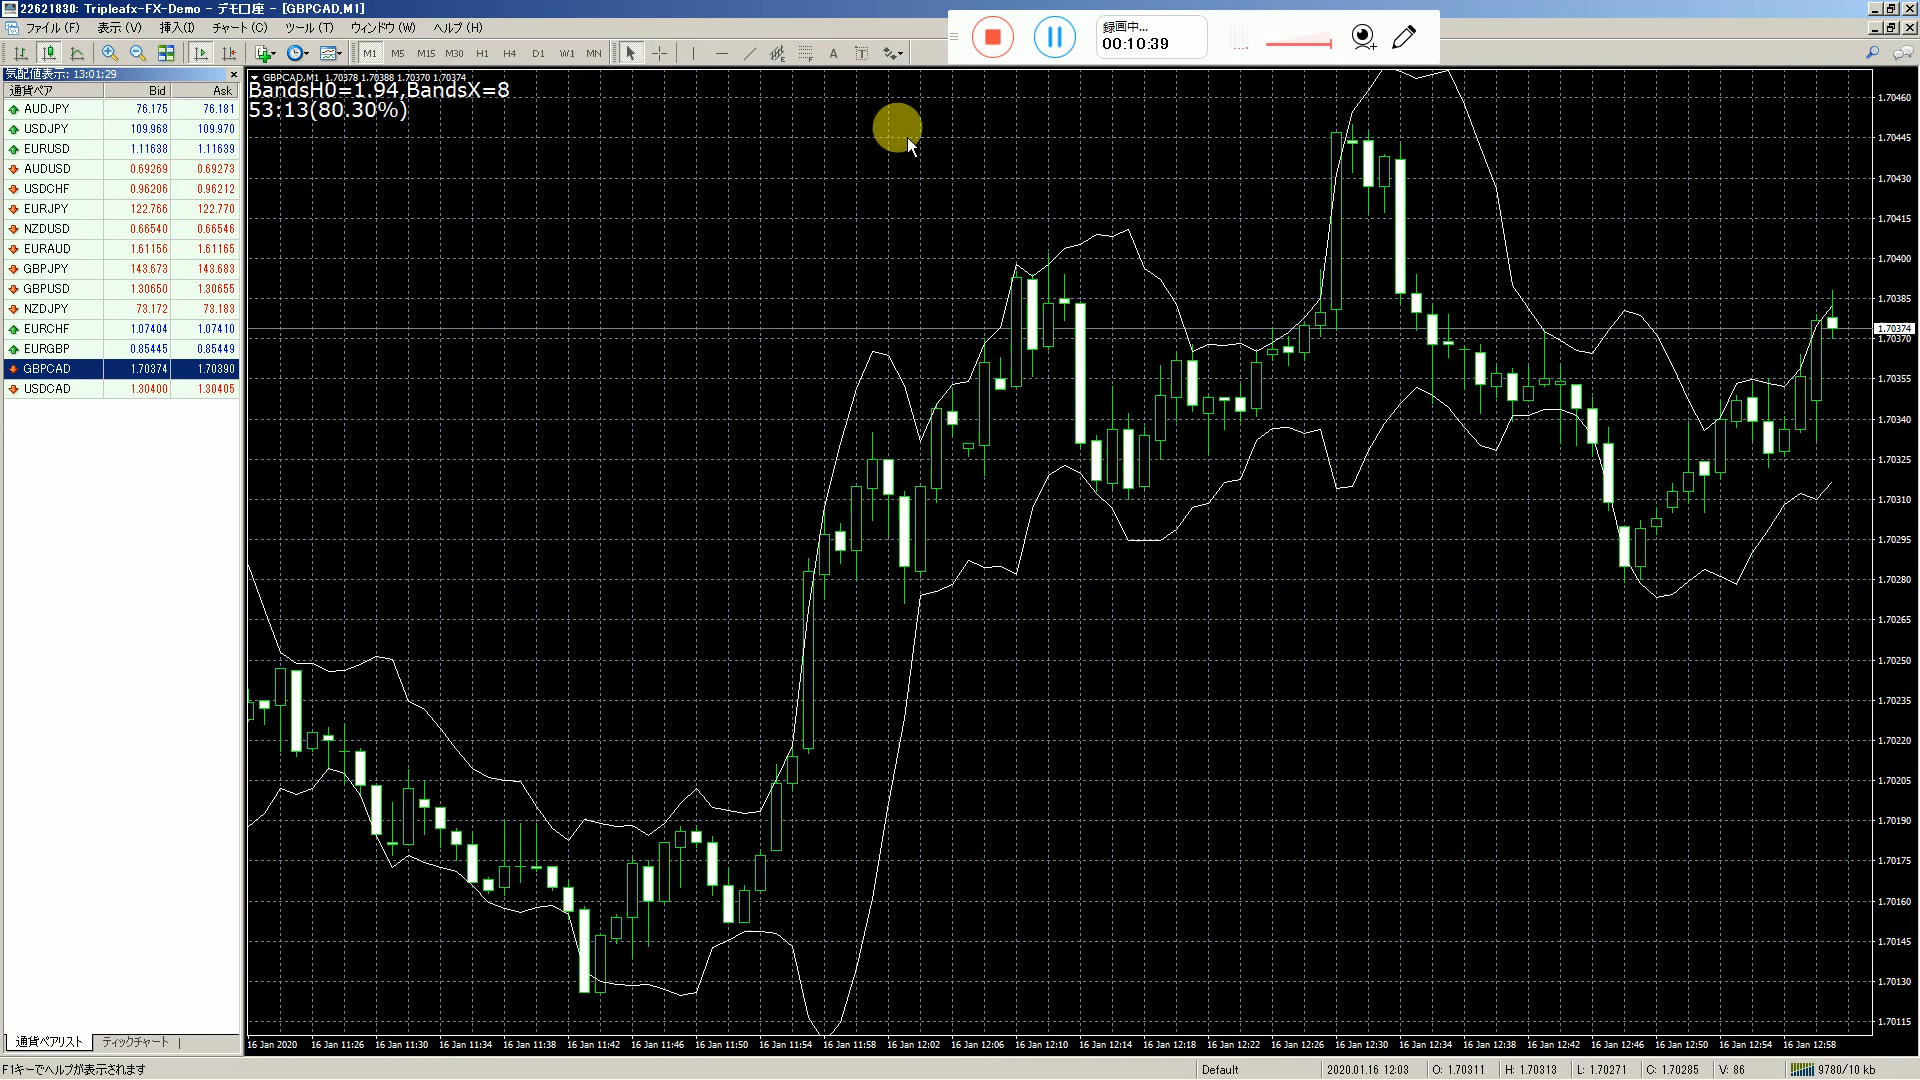 22621830: Tripleafx-FX-Demo - デモ口座 - [GBPCAD,M1]
ファイル (F) 表示 (V) 挿入(I) チャート (C) ツール (T) ウィンドウ (W) ヘルプ (H)
録画中...
00:10:39
M1 M5 M15 M30 H1 H4 D1 W1 MN
気配値表示: 13:01:29
通貨ペア Bid Ask
AUDJPY 76.175 76.181
USDJPY 109.968 109.970
EURUSD 1.11638 1.11639
AUDUSD 0.69269 0.69273
USDCHF 0.96206 0.96212
EURJPY 122.766 122.770
NZDUSD 0.66540 0.66546
EURAUD 1.61156 1.61165
GBPJPY 143.673 143.683
GBPUSD 1.30650 1.30655
NZDJPY 73.172 73.183
EURCHF 1.07404 1.07410
EURGBP 0.85445 0.85449
GBPCAD 1.70374 1.70390
USDCAD 1.30400 1.30405
通貨ペアリスト ティックチャート
GBPCAD,M1 1.70378 1.70388 1.70370 1.70374
BandsH0=1.94,BandsX=8
53:13(80.30%)
1.70460
1.70445
1.70430
1.70415
1.70400
1.70385
1.70374
1.70370
1.70355
1.70340
1.70325
1.70310
1.70295
1.70280
1.70265
1.70250
1.70235
1.70220
1.70205
1.70190
1.70175
1.70160
1.70145
1.70130
1.70115
16 Jan 2020 16 Jan 11:26 16 Jan 11:30 16 Jan 11:34 16 Jan 11:38 16 Jan 11:42 16 Jan 11:46 16 Jan 11:50 16 Jan 11:54 16 Jan 11:58 16 Jan 12:02 16 Jan 12:06 16 Jan 12:10 16 Jan 12:14 16 Jan 12:18 16 Jan 12:22 16 Jan 12:26 16 Jan 12:30 16 Jan 12:34 16 Jan 12:38 16 Jan 12:42 16 Jan 12:46 16 Jan 12:50 16 Jan 12:54 16 Jan 12:58
F1キーでヘルプが表示されます Default 2020.01.16 12:03 O: 1.70311 H: 1.70313 L: 1.70271 C: 1.70285 V: 86 9780/10 kb